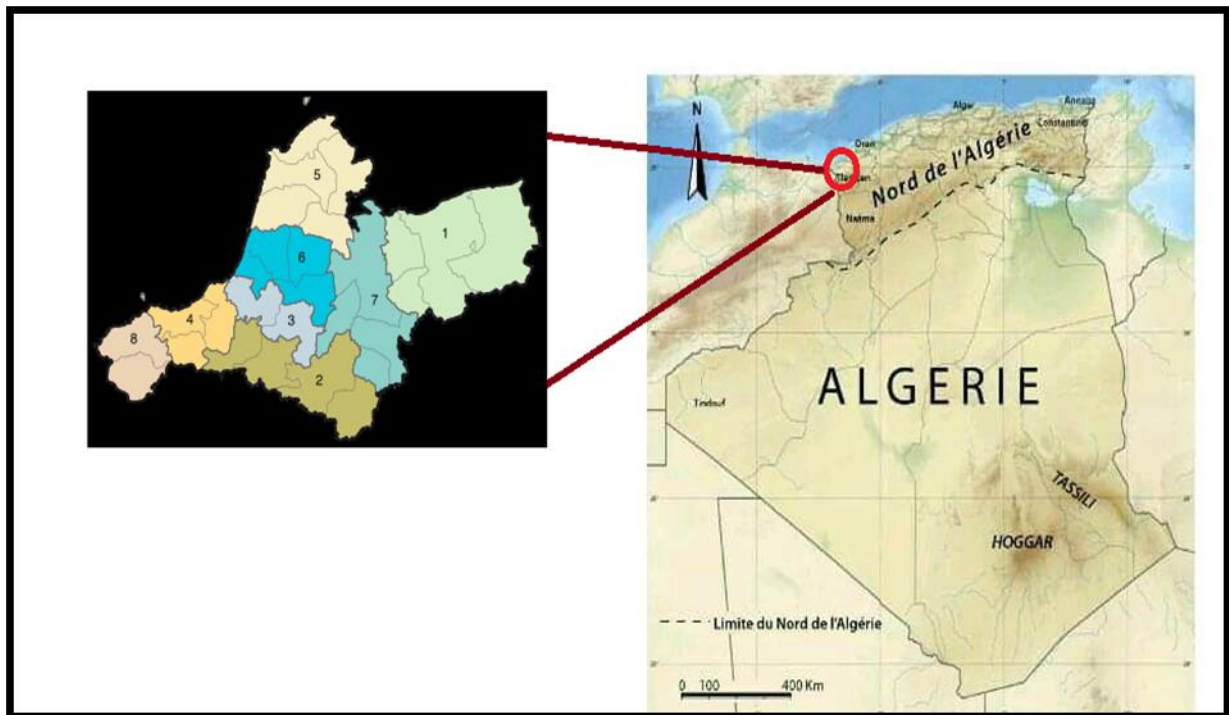 5
1
6
7
4
3
8
2
N
Alger
Annaba
Constantine
Oran
Tlemcen
Nord de l'Algérie
Naâma
ALGERIE
Tindouf
TASSILI
HOGGAR
Limite du Nord de l'Algérie
0 100 400 Km